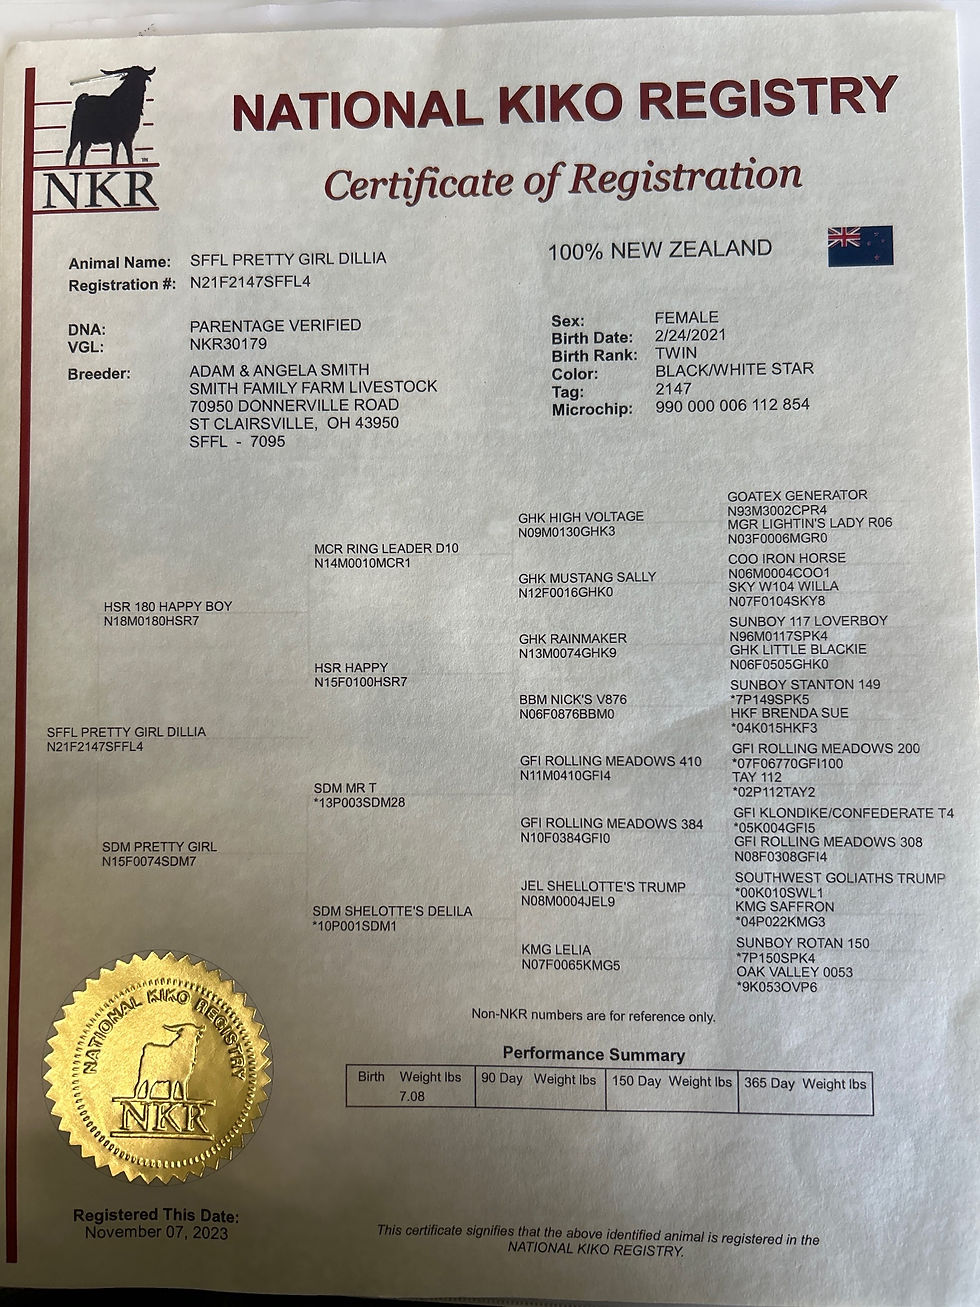 NATIONAL KIKO REGISTRY
Certificate of Registration
TM
NKR
Animal Name: SFFL PRETTY GIRL DILLIA
Registration #: N21F2147SFFL4
100% NEW ZEALAND
DNA: PARENTAGE VERIFIED
VGL: NKR30179
Breeder: ADAM & ANGELA SMITH
SMITH FAMILY FARM LIVESTOCK
70950 DONNERVILLE ROAD
ST CLAIRSVILLE, OH 43950
SFFL - 7095
Sex: FEMALE
Birth Date: 2/24/2021
Birth Rank: TWIN
Color: BLACK/WHITE STAR
Tag: 2147
Microchip: 990 000 006 112 854
SFFL PRETTY GIRL DILLIA
N21F2147SFFL4
HSR 180 HAPPY BOY
N18M0180HSR7
SDM PRETTY GIRL
N15F0074SDM7
MCR RING LEADER D10
N14M0010MCR1
HSR HAPPY
N15F0100HSR7
SDM MR T
*13P003SDM28
SDM SHELOTTE'S DELILA
*10P001SDM1
GHK HIGH VOLTAGE
N09M0130GHK3
GHK MUSTANG SALLY
N12F0016GHK0
GHK RAINMAKER
N13M0074GHK9
BBM NICK'S V876
N06F0876BBM0
GFI ROLLING MEADOWS 410
N11M0410GFI4
GFI ROLLING MEADOWS 384
N10F0384GFI0
JEL SHELLOTTE'S TRUMP
N08M0004JEL9
KMG LELIA
N07F0065KMG5
GOATEX GENERATOR
N93M3002CPR4
MGR LIGHTIN'S LADY R06
N03F0006MGR0
COO IRON HORSE
N06M0004COO1
SKY W104 WILLA
N07F0104SKY8
SUNBOY 117 LOVERBOY
N96M0117SPK4
GHK LITTLE BLACKIE
N06F0505GHK0
SUNBOY STANTON 149
*7P149SPK5
HKF BRENDA SUE
*04K015HKF3
GFI ROLLING MEADOWS 200
*07F06770GFI100
TAY 112
*02P112TAY2
GFI KLONDIKE/CONFEDERATE T4
*05K004GFI5
GFI ROLLING MEADOWS 308
N08F0308GFI4
SOUTHWEST GOLIATHS TRUMP
*00K010SWL1
KMG SAFFRON
*04P022KMG3
SUNBOY ROTAN 150
*7P150SPK4
OAK VALLEY 0053
*9K053OVP6
Non-NKR numbers are for reference only.
Performance Summary
Birth Weight lbs 90 Day Weight lbs 150 Day Weight lbs 365 Day Weight lbs
7.08
NATIONAL KIKO REGISTRY
NKR
NATIONAL KIKO REGISTRY
Registered This Date:
November 07, 2023
This certificate signifies that the above identified animal is registered in the
NATIONAL KIKO REGISTRY.